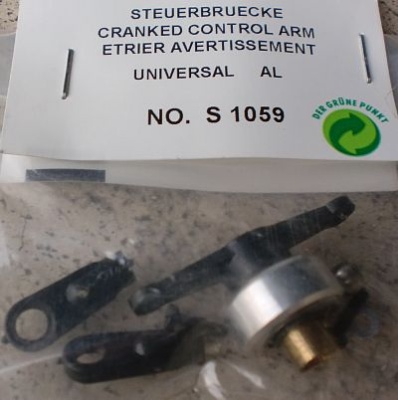 STEUERBRUECKE
CRANKED CONTROL ARM
ETRIER AVERTISSEMENT
UNIVERSAL AL
NO. S 1059
DER GRÜNE PUNKT